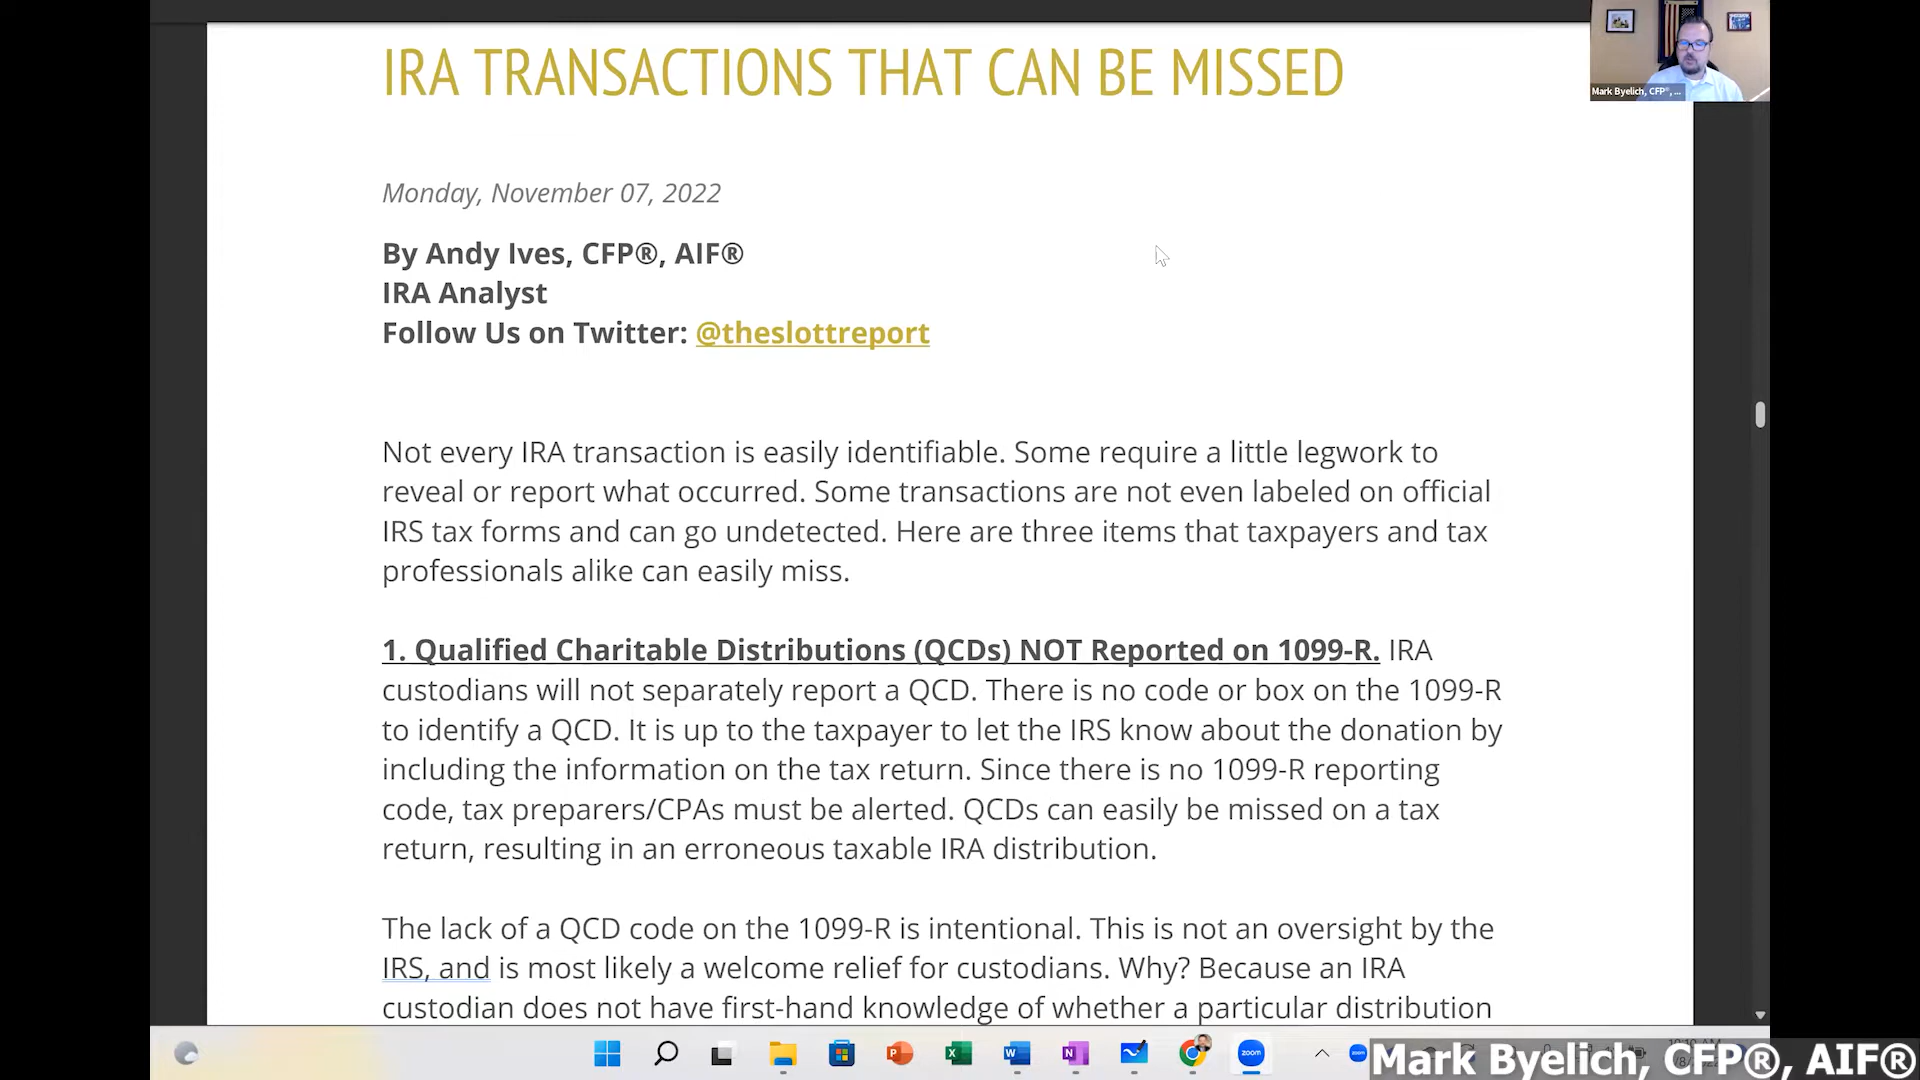 IRA TRANSACTIONS THAT CAN BE MISSED
Mark Byelich, CFP®, ...
Monday, November 07, 2022
By Andy Ives, CFP®, AIF®
IRA Analyst
Follow Us on Twitter: @theslottreport
Not every IRA transaction is easily identifiable. Some require a little legwork to
reveal or report what occurred. Some transactions are not even labeled on official
IRS tax forms and can go undetected. Here are three items that taxpayers and tax
professionals alike can easily miss.
1. Qualified Charitable Distributions (QCDs) NOT Reported on 1099-R. IRA
custodians will not separately report a QCD. There is no code or box on the 1099-R
to identify a QCD. It is up to the taxpayer to let the IRS know about the donation by
including the information on the tax return. Since there is no 1099-R reporting
code, tax preparers/CPAs must be alerted. QCDs can easily be missed on a tax
return, resulting in an erroneous taxable IRA distribution.
The lack of a QCD code on the 1099-R is intentional. This is not an oversight by the
IRS, and is most likely a welcome relief for custodians. Why? Because an IRA
custodian does not have first-hand knowledge of whether a particular distribution
zoom
zoom
Mark Byelich, CFP®, AIF®